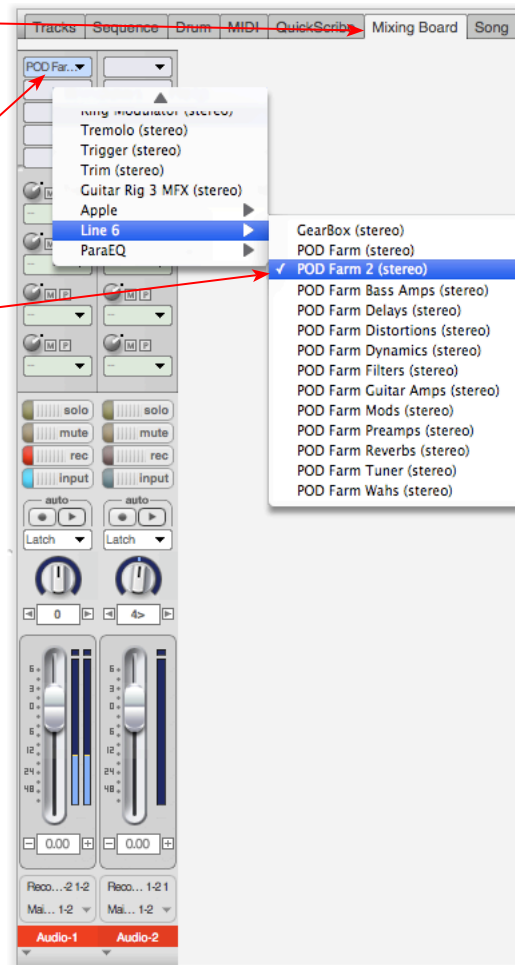 Tracks Sequence Drum MIDI QuickScribe Mixing Board Song
POD Far...
Ring Modulator (stereo)
Tremolo (stereo)
Trigger (stereo)
Trim (stereo)
Guitar Rig 3 MFX (stereo)
Apple
Line 6
ParaEQ
GearBox (stereo)
POD Farm (stereo)
✓ POD Farm 2 (stereo)
POD Farm Bass Amps (stereo)
POD Farm Delays (stereo)
POD Farm Distortions (stereo)
POD Farm Dynamics (stereo)
POD Farm Filters (stereo)
POD Farm Guitar Amps (stereo)
POD Farm Mods (stereo)
POD Farm Preamps (stereo)
POD Farm Reverbs (stereo)
POD Farm Tuner (stereo)
POD Farm Wahs (stereo)
M P M P
-- --
M P M P
-- --
solo solo
mute mute
rec rec
input input
auto auto
Latch Latch
0 4>
6 6
3 3
0 0
6 6
12 12
24 24
48 48
0.00 0.00
Reco...-2 1-2 Reco... 1-2 1
Mai... 1-2 Mai... 1-2
Audio-1 Audio-2